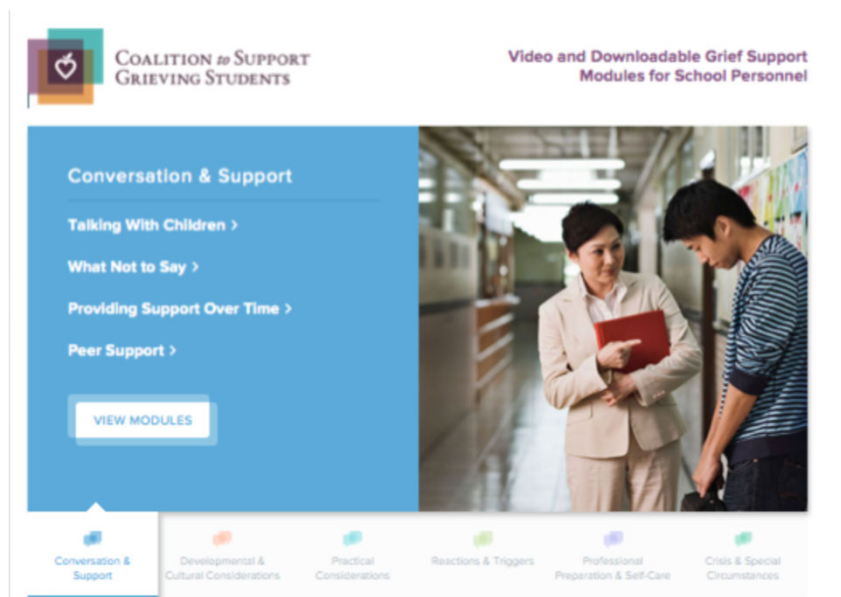 COALITION to SUPPORT
GRIEVING STUDENTS
Video and Downloadable Grief Support
Modules for School Personnel
Conversation & Support
Talking With Children >
What Not to Say >
Providing Support Over Time >
Peer Support >
VIEW MODULES
Conversation &
Support
Developmental &
Cultural Considerations
Practical
Considerations
Reactions & Triggers
Professional
Preparation & Self-Care
Crisis & Special
Circumstances